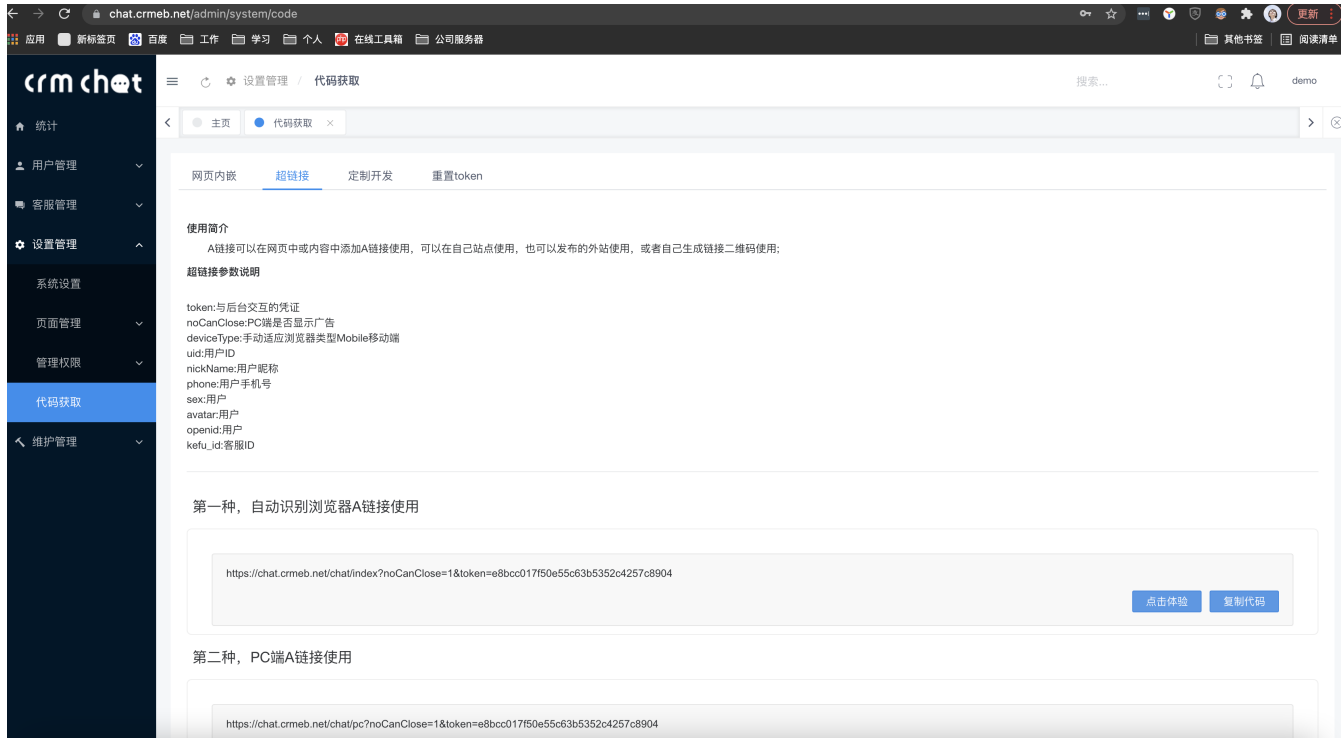 chat.crmeb.net/admin/system/code
更新
应用 新标签页 百度 工作 学习 个人 在线工具箱 公司服务器 其他书签 阅读清单
crm chat
设置管理 / 代码获取
搜索...
demo
主页
代码获取
统计
用户管理
客服管理
设置管理
系统设置
页面管理
管理权限
代码获取
维护管理
网页内嵌 超链接 定制开发 重置token
使用简介
A链接可以在网页中或内容中添加A链接使用，可以在自己站点使用，也可以发布的外站使用，或者自己生成链接二维码使用;
超链接参数说明
token:与后台交互的凭证
noCanClose:PC端是否显示广告
deviceType:手动适应浏览器类型Mobile移动端
uid:用户ID
nickName:用户昵称
phone:用户手机号
sex:用户
avatar:用户
openid:用户
kefu_id:客服ID
第一种，自动识别浏览器A链接使用
https://chat.crmeb.net/chat/index?noCanClose=1&token=e8bcc017f50e55c63b5352c4257c8904
点击体验 复制代码
第二种，PC端A链接使用
https://chat.crmeb.net/chat/pc?noCanClose=1&token=e8bcc017f50e55c63b5352c4257c8904